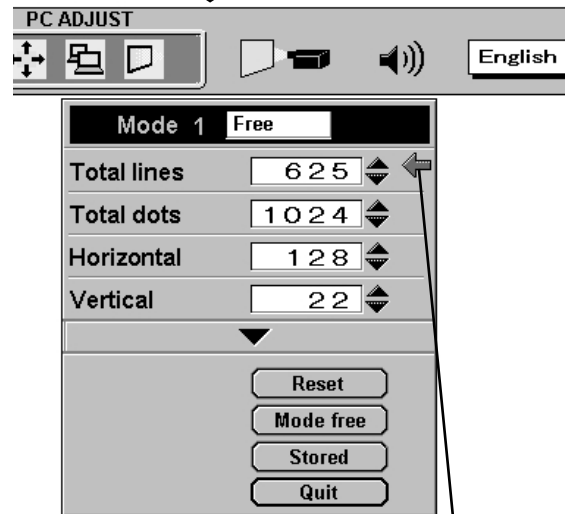 PC ADJUST
English
Mode 1 Free
Total lines 625
Total dots 1024
Horizontal 128
Vertical 22
Reset
Mode free
Stored
Quit